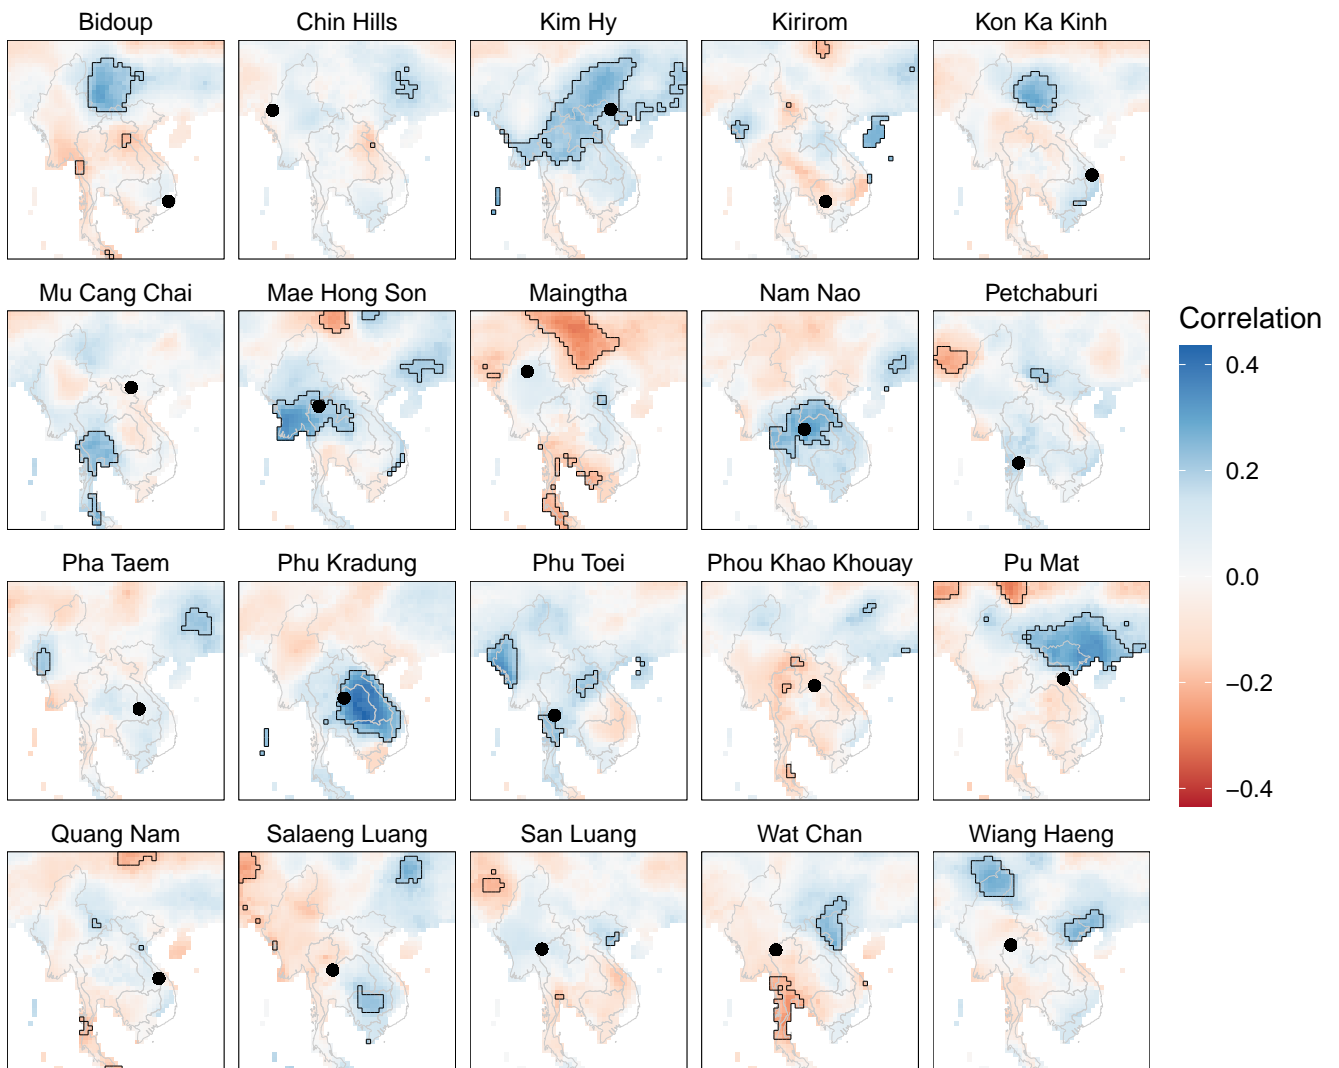 Bidoup Chin Hills Kim Hy Kirirom Kon Ka Kinh
Mu Cang Chai Mae Hong Son Maingtha Nam Nao Petchaburi
Correlation
0.4
0.2
0.0
−0.2
−0.4
Pha Taem Phu Kradung Phu Toei Phou Khao Khouay Pu Mat
Quang Nam Salaeng Luang San Luang Wat Chan Wiang Haeng